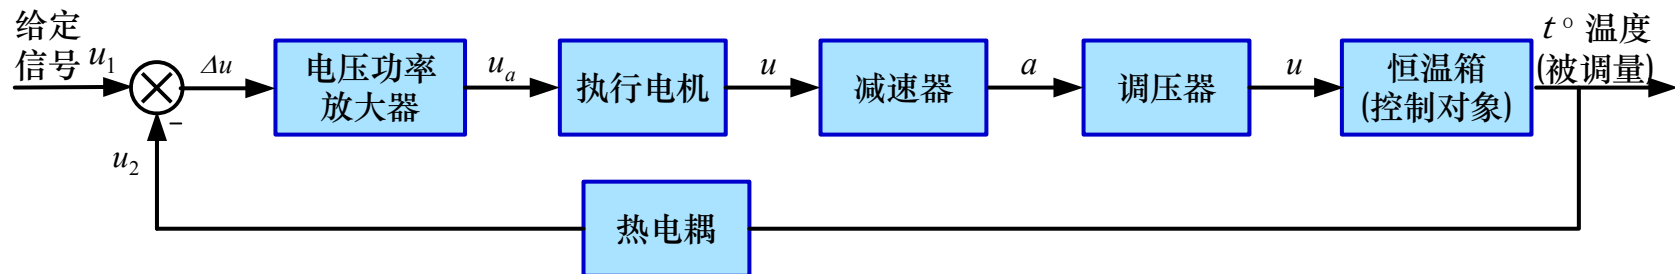 给定
信号 u₁
Δu
电压功率
放大器
uₐ
执行电机
u
减速器
a
调压器
u
恒温箱
(控制对象)
t° 温度
(被调量)
-
u₂
热电耦